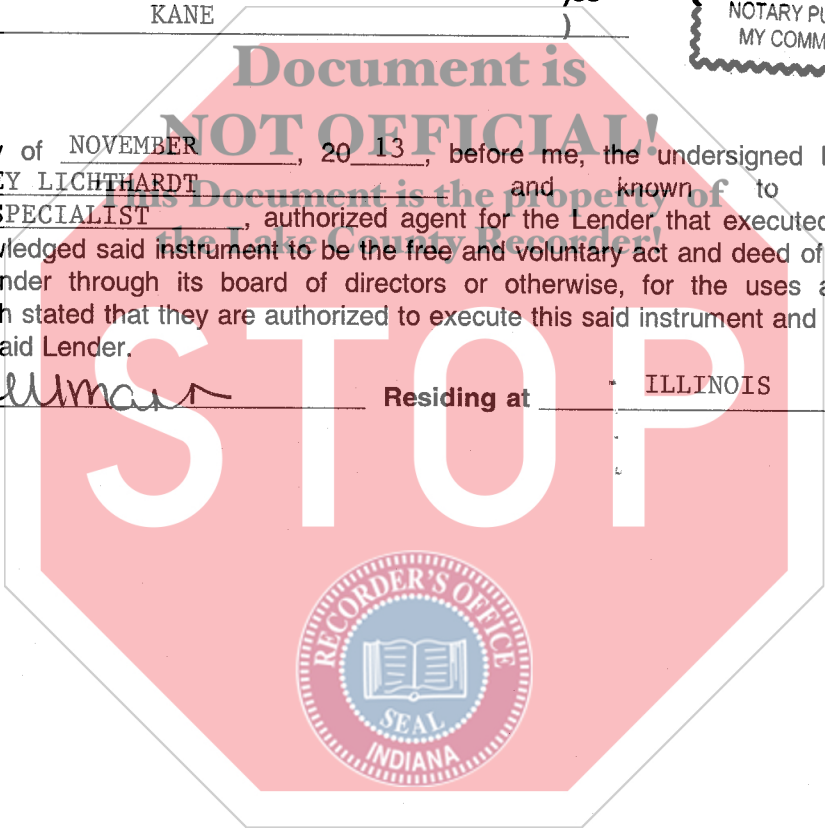 KANE )ss
)
NOTARY PU
MY COMM
Document is
NOT OFFICIAL!
This Document is the property of
the Lake County Recorder!
of NOVEMBER, 20 13, before me, the undersigned
EY LICHTHARDT and known to
SPECIALIST, authorized agent for the Lender that executed
ledged said instrument to be the free and voluntary act and deed of
nder through its board of directors or otherwise, for the uses a
h stated that they are authorized to execute this said instrument and
aid Lender.
Residing at ILLINOIS
STOP
RECORDER'S OFFICE
SEAL
INDIANA